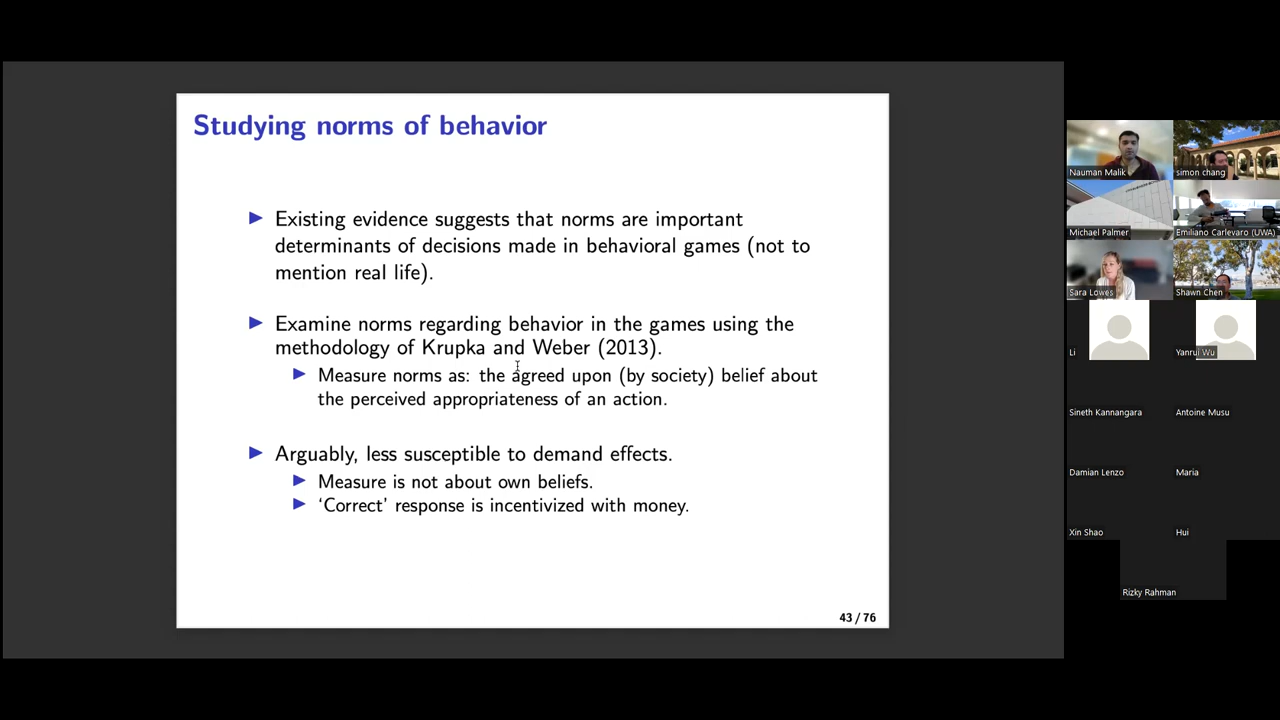 Studying norms of behavior
▶ Existing evidence suggests that norms are important
determinants of decisions made in behavioral games (not to
mention real life).
▶ Examine norms regarding behavior in the games using the
methodology of Krupka and Weber (2013).
▶ Measure norms as: the agreed upon (by society) belief about
the perceived appropriateness of an action.
▶ Arguably, less susceptible to demand effects.
▶ Measure is not about own beliefs.
▶ ‘Correct’ response is incentivized with money.
43 / 76
Nauman Malik
simon chang
Michael Palmer
Emiliano Carlevaro (UWA)
Sara Lowes
Shawn Chen
Li
Yanrui Wu
Sineth Kannangara
Antoine Musu
Damian Lenzo
Maria
Xin Shao
Hui
Rizky Rahman